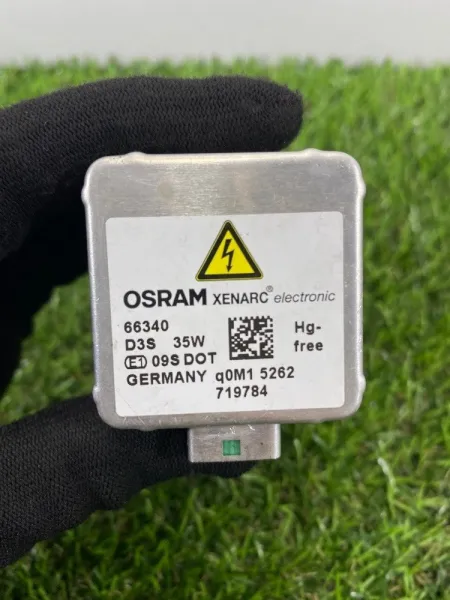 OSRAM XENARC® electronic
66340
D3S 35W
Hg-
free
E1 09S DOT
GERMANY q0M1 5262
719784